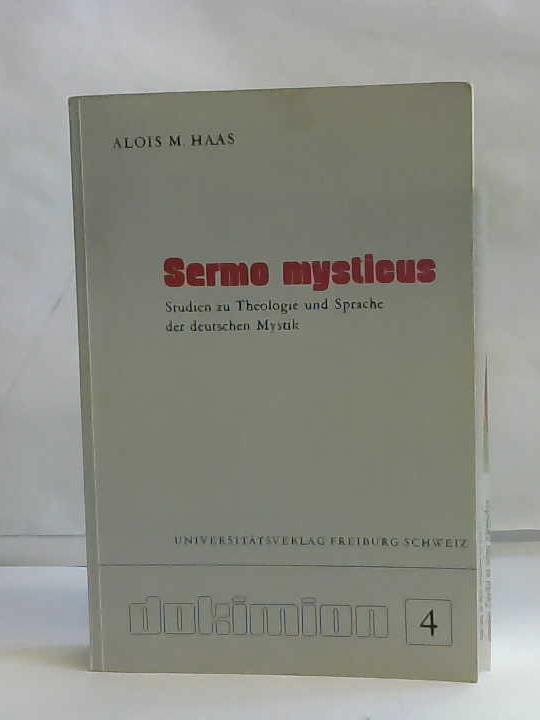 ALOIS M. HAAS
Sermo mysticus
Studien zu Theologie und Sprache
der deutschen Mystik
UNIVERSITÄTSVERLAG FREIBURG SCHWEIZ
dokimion 4